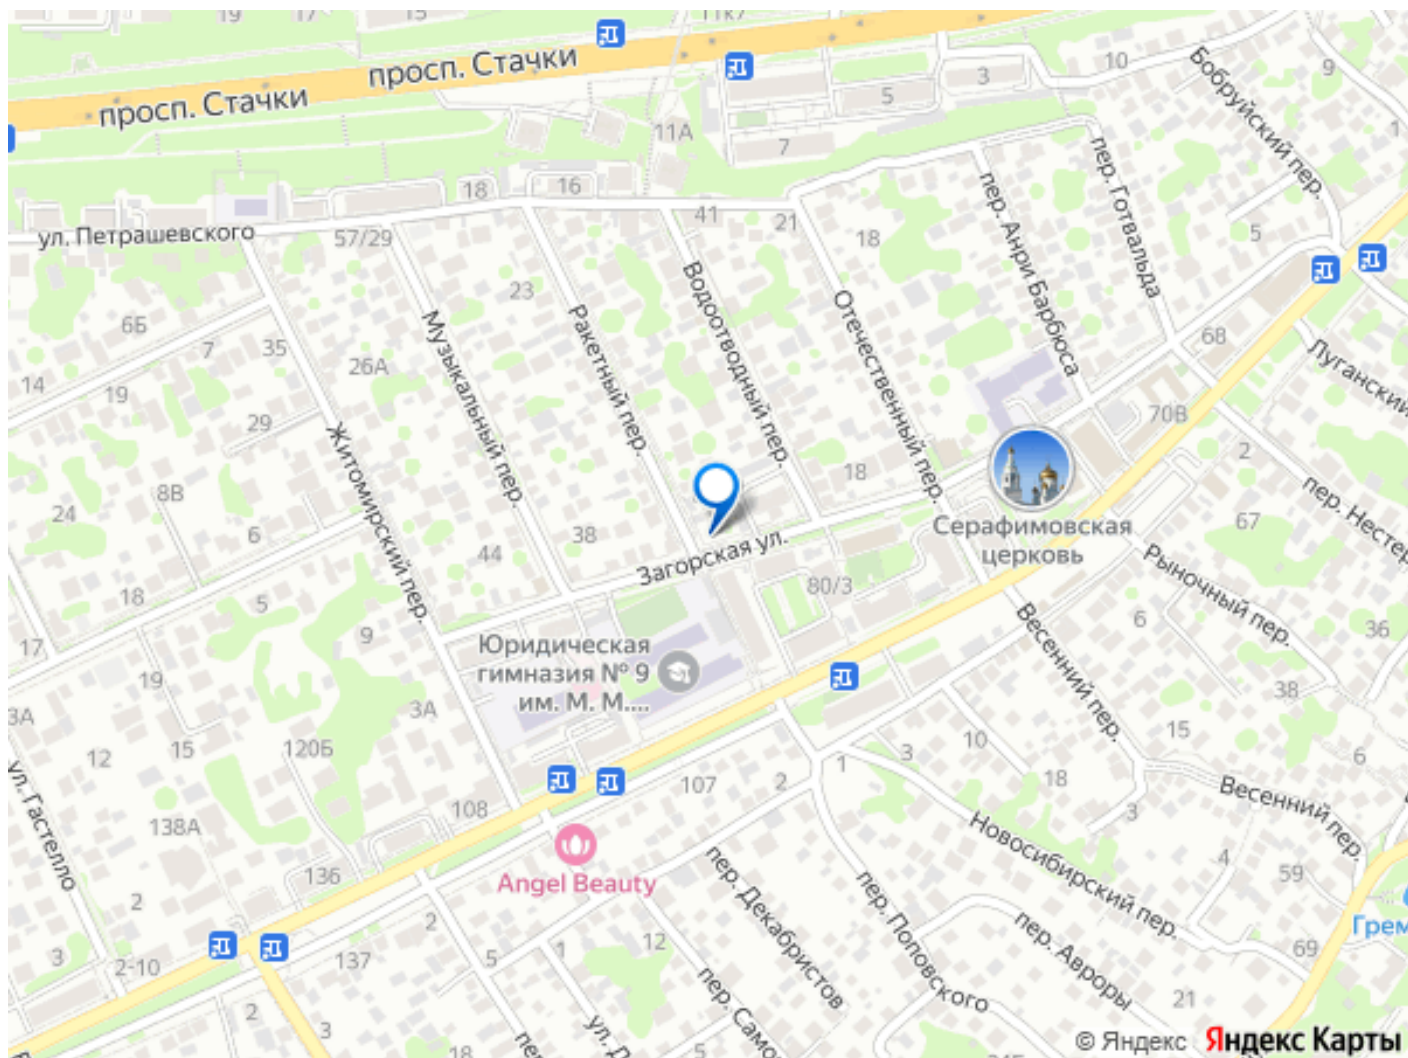 19
17
15
11к7
просп. Стачки
просп. Стачки
3
10
5
Бобруйский пер.
9
11А
7
18
16
ул. Петрашевского
57/29
41
21
18
пер. Анри Барбюса
пер. Готвальда
5
23
Водоотводный пер.
Отечественный пер.
6Б
7
35
Музыкальный пер.
Ракетный пер.
26А
68
Луганский
14
19
29
Житомирский пер.
70В
2
пер. Нестер
8В
24
6
44
38
18
67
Серафимовская
церковь
Загорская ул.
80/3
Рыночный пер.
18
5
9
17
Юридическая
гимназия № 9
им. М. М....
Весенний пер.
6
36
38
19
3А
3А
15
12
120Б
ул. Гастелло
108
107
2
1
3
10
18
15
6
3
Весенний пер.
138А
Angel Beauty
Новосибирский пер.
4
59
136
2
2
пер. Декабристов
пер. Поповского
пер. Авроры
Грем
3
2-10
137
5
1
12
69
21
2
3
18
ул. Д
5
пер. Само
© Яндекс Яндекс Карты